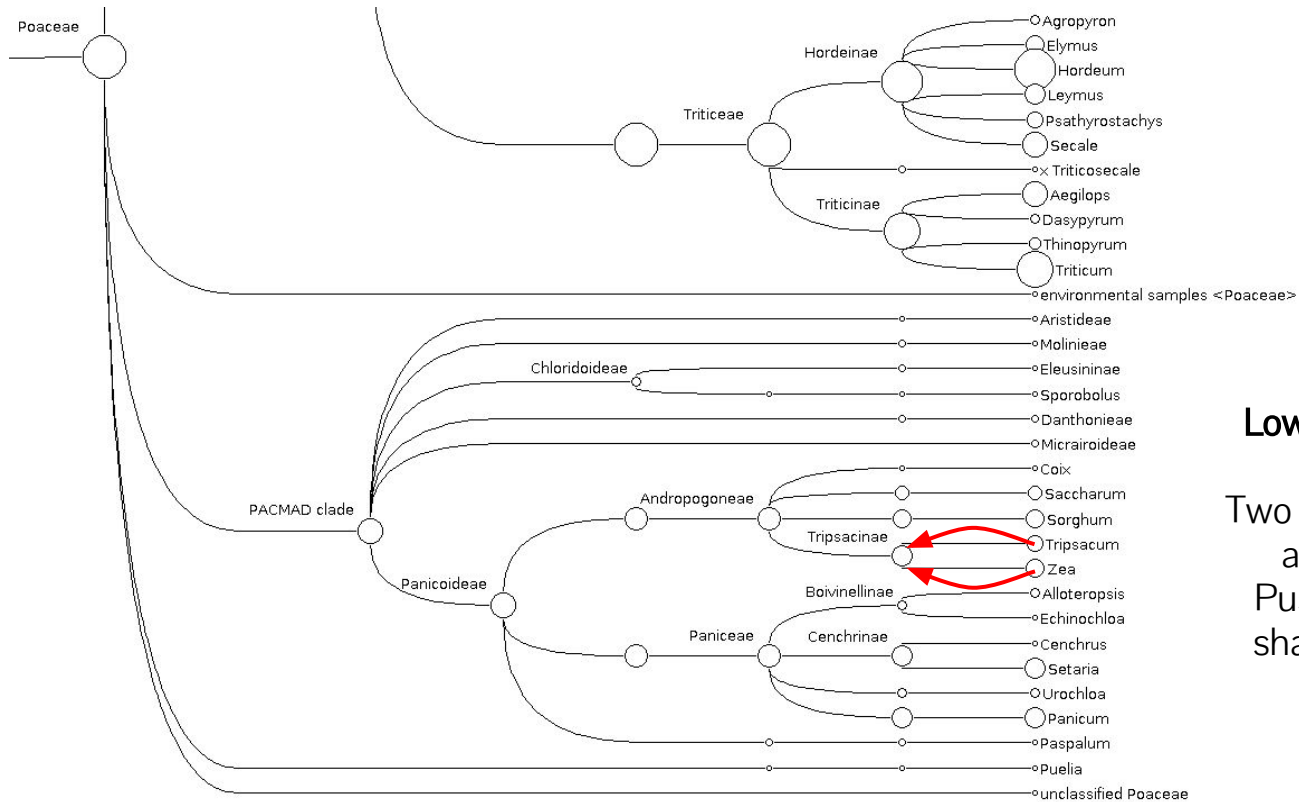 Poaceae
Agropyron
Elymus
Hordeinae
Hordeum
Leymus
Triticeae
Psathyrostachys
Secale
x Triticosecale
Aegilops
Triticinae
Dasypyrum
Thinopyrum
Triticum
environmental samples <Poaceae>
Aristideae
Molinieae
Chloridoideae
Eleusininae
Sporobolus
Danthonieae
Micrairoideae
Coix
Andropogoneae
Saccharum
PACMAD clade
Sorghum
Tripsacinae
Tripsacum
Zea
Panicoideae
Boivinellinae
Alloteropsis
Echinochloa
Paniceae
Cenchrinae
Cenchrus
Setaria
Urochloa
Panicum
Paspalum
Puelia
unclassified Poaceae
Low
Two
a
Pu
sha